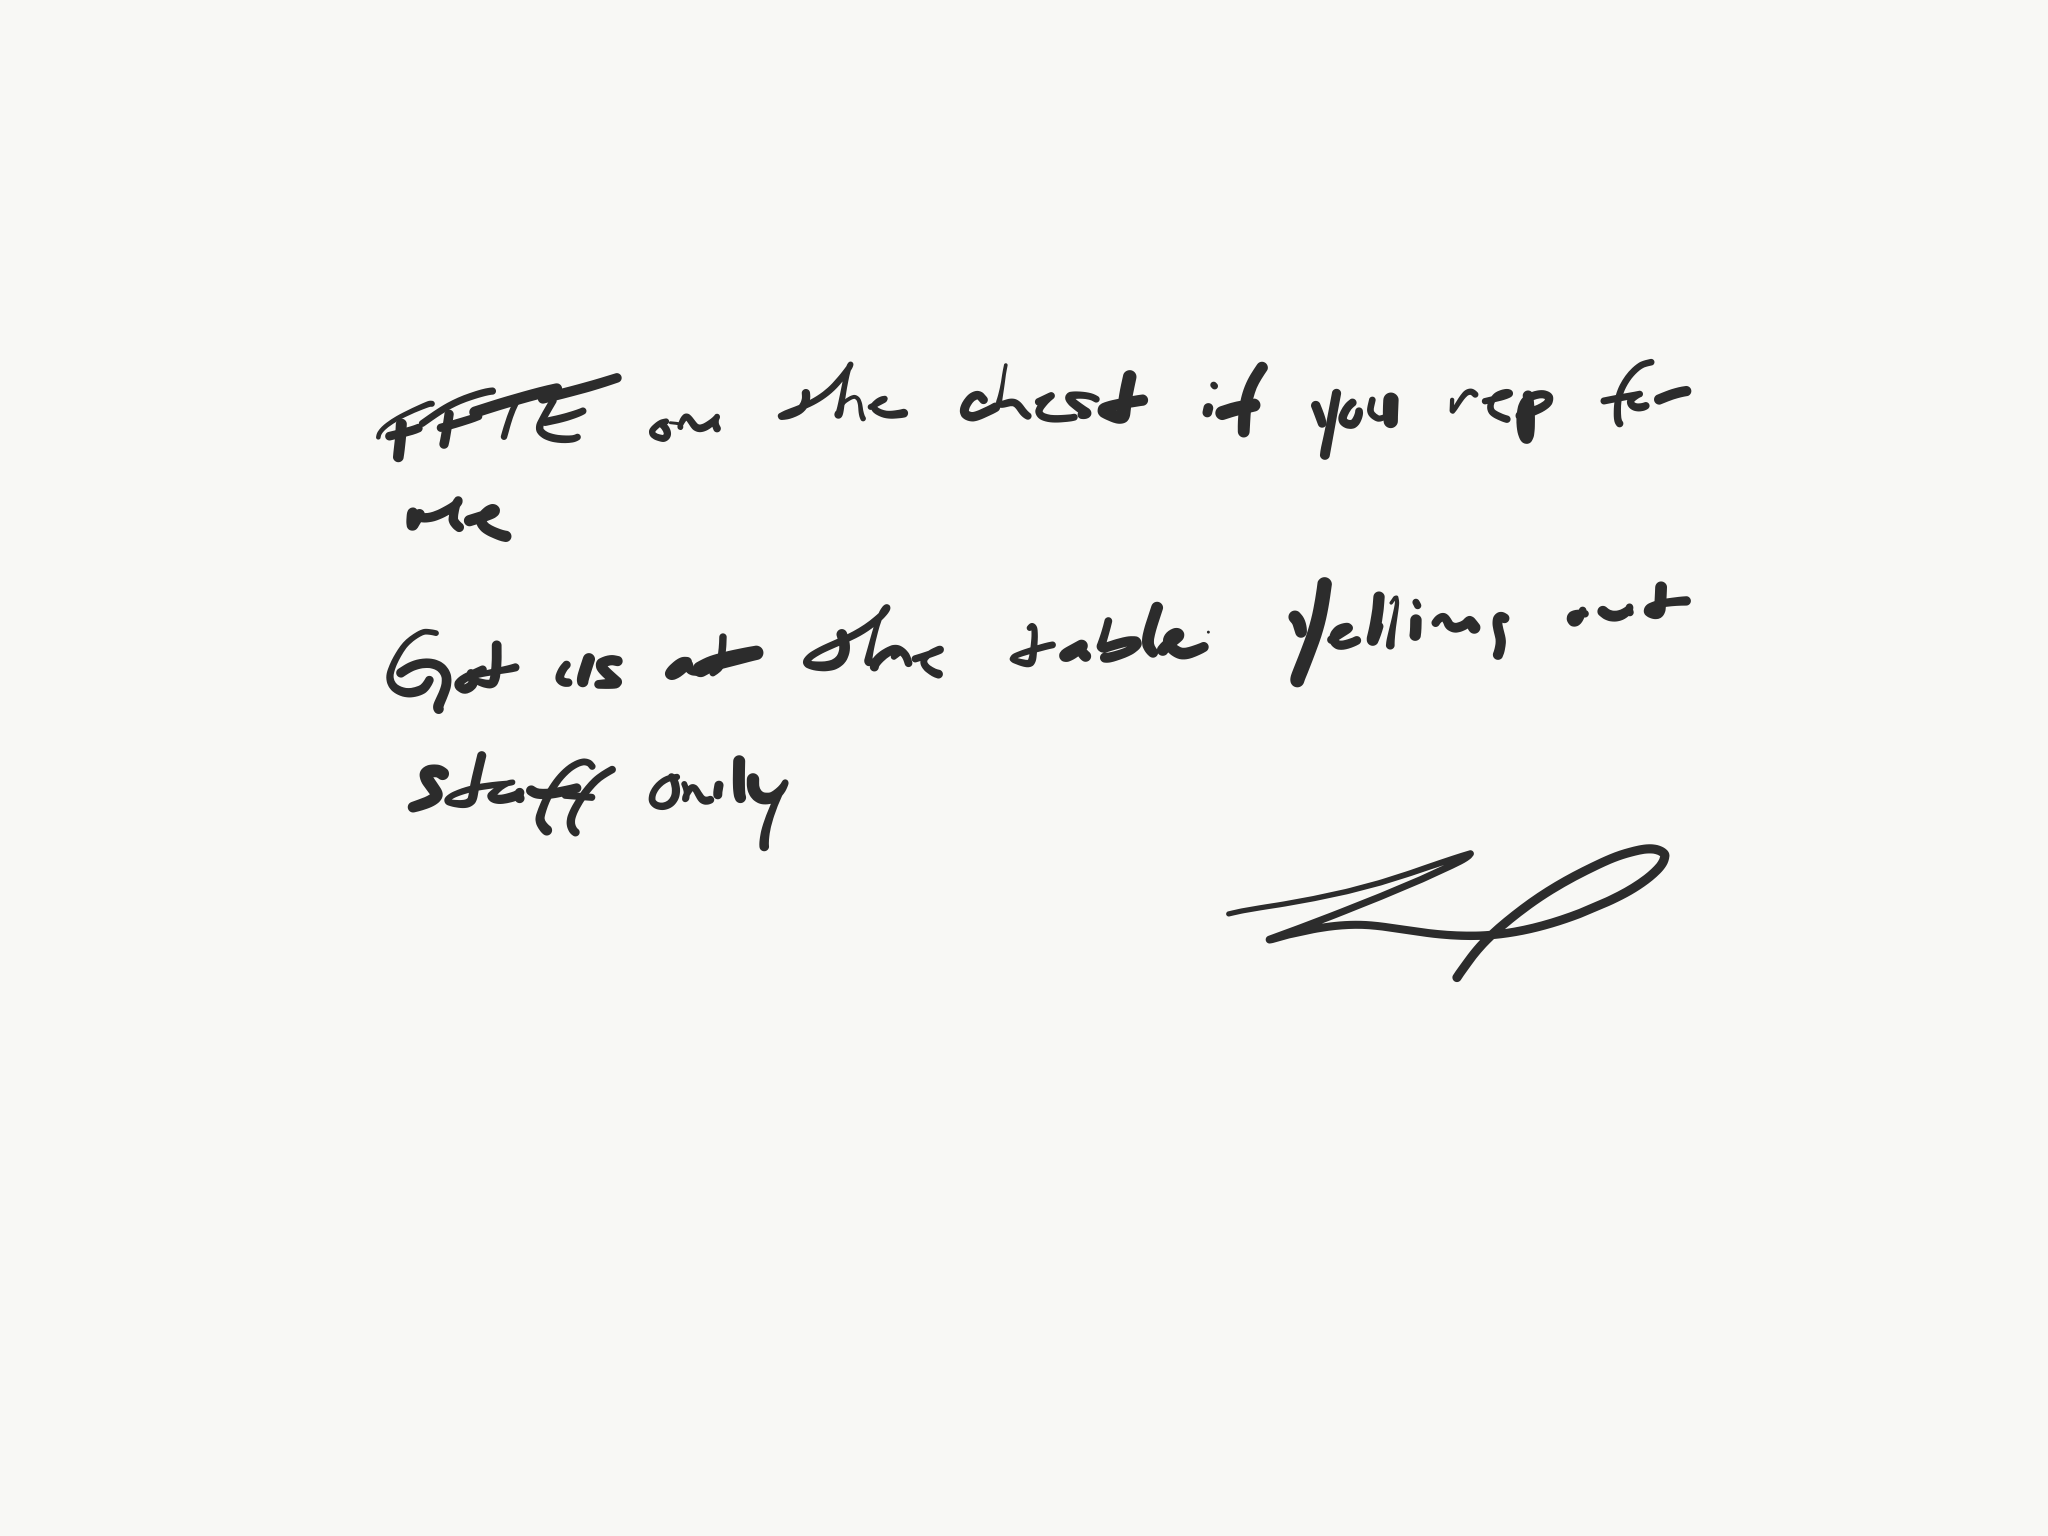 FFTE on the chest if you rep for
me
Got us at the table Yelling out
staff only